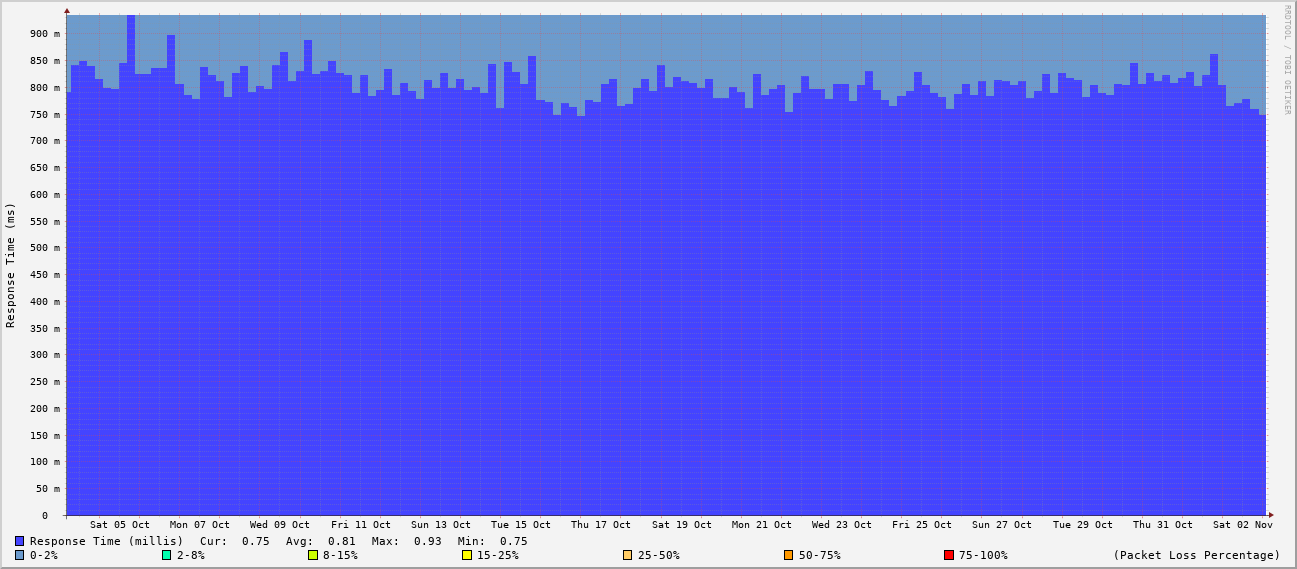 RRDTOOL / TOBI OETIKER
Response Time (ms)
900 m
850 m
800 m
750 m
700 m
650 m
600 m
550 m
500 m
450 m
400 m
350 m
300 m
250 m
200 m
150 m
100 m
50 m
0
Sat 05 Oct Mon 07 Oct Wed 09 Oct Fri 11 Oct Sun 13 Oct Tue 15 Oct Thu 17 Oct Sat 19 Oct Mon 21 Oct Wed 23 Oct Fri 25 Oct Sun 27 Oct Tue 29 Oct Thu 31 Oct Sat 02 Nov
Response Time (millis) Cur: 0.75 Avg: 0.81 Max: 0.93 Min: 0.75
0-2% 2-8% 8-15% 15-25% 25-50% 50-75% 75-100% (Packet Loss Percentage)